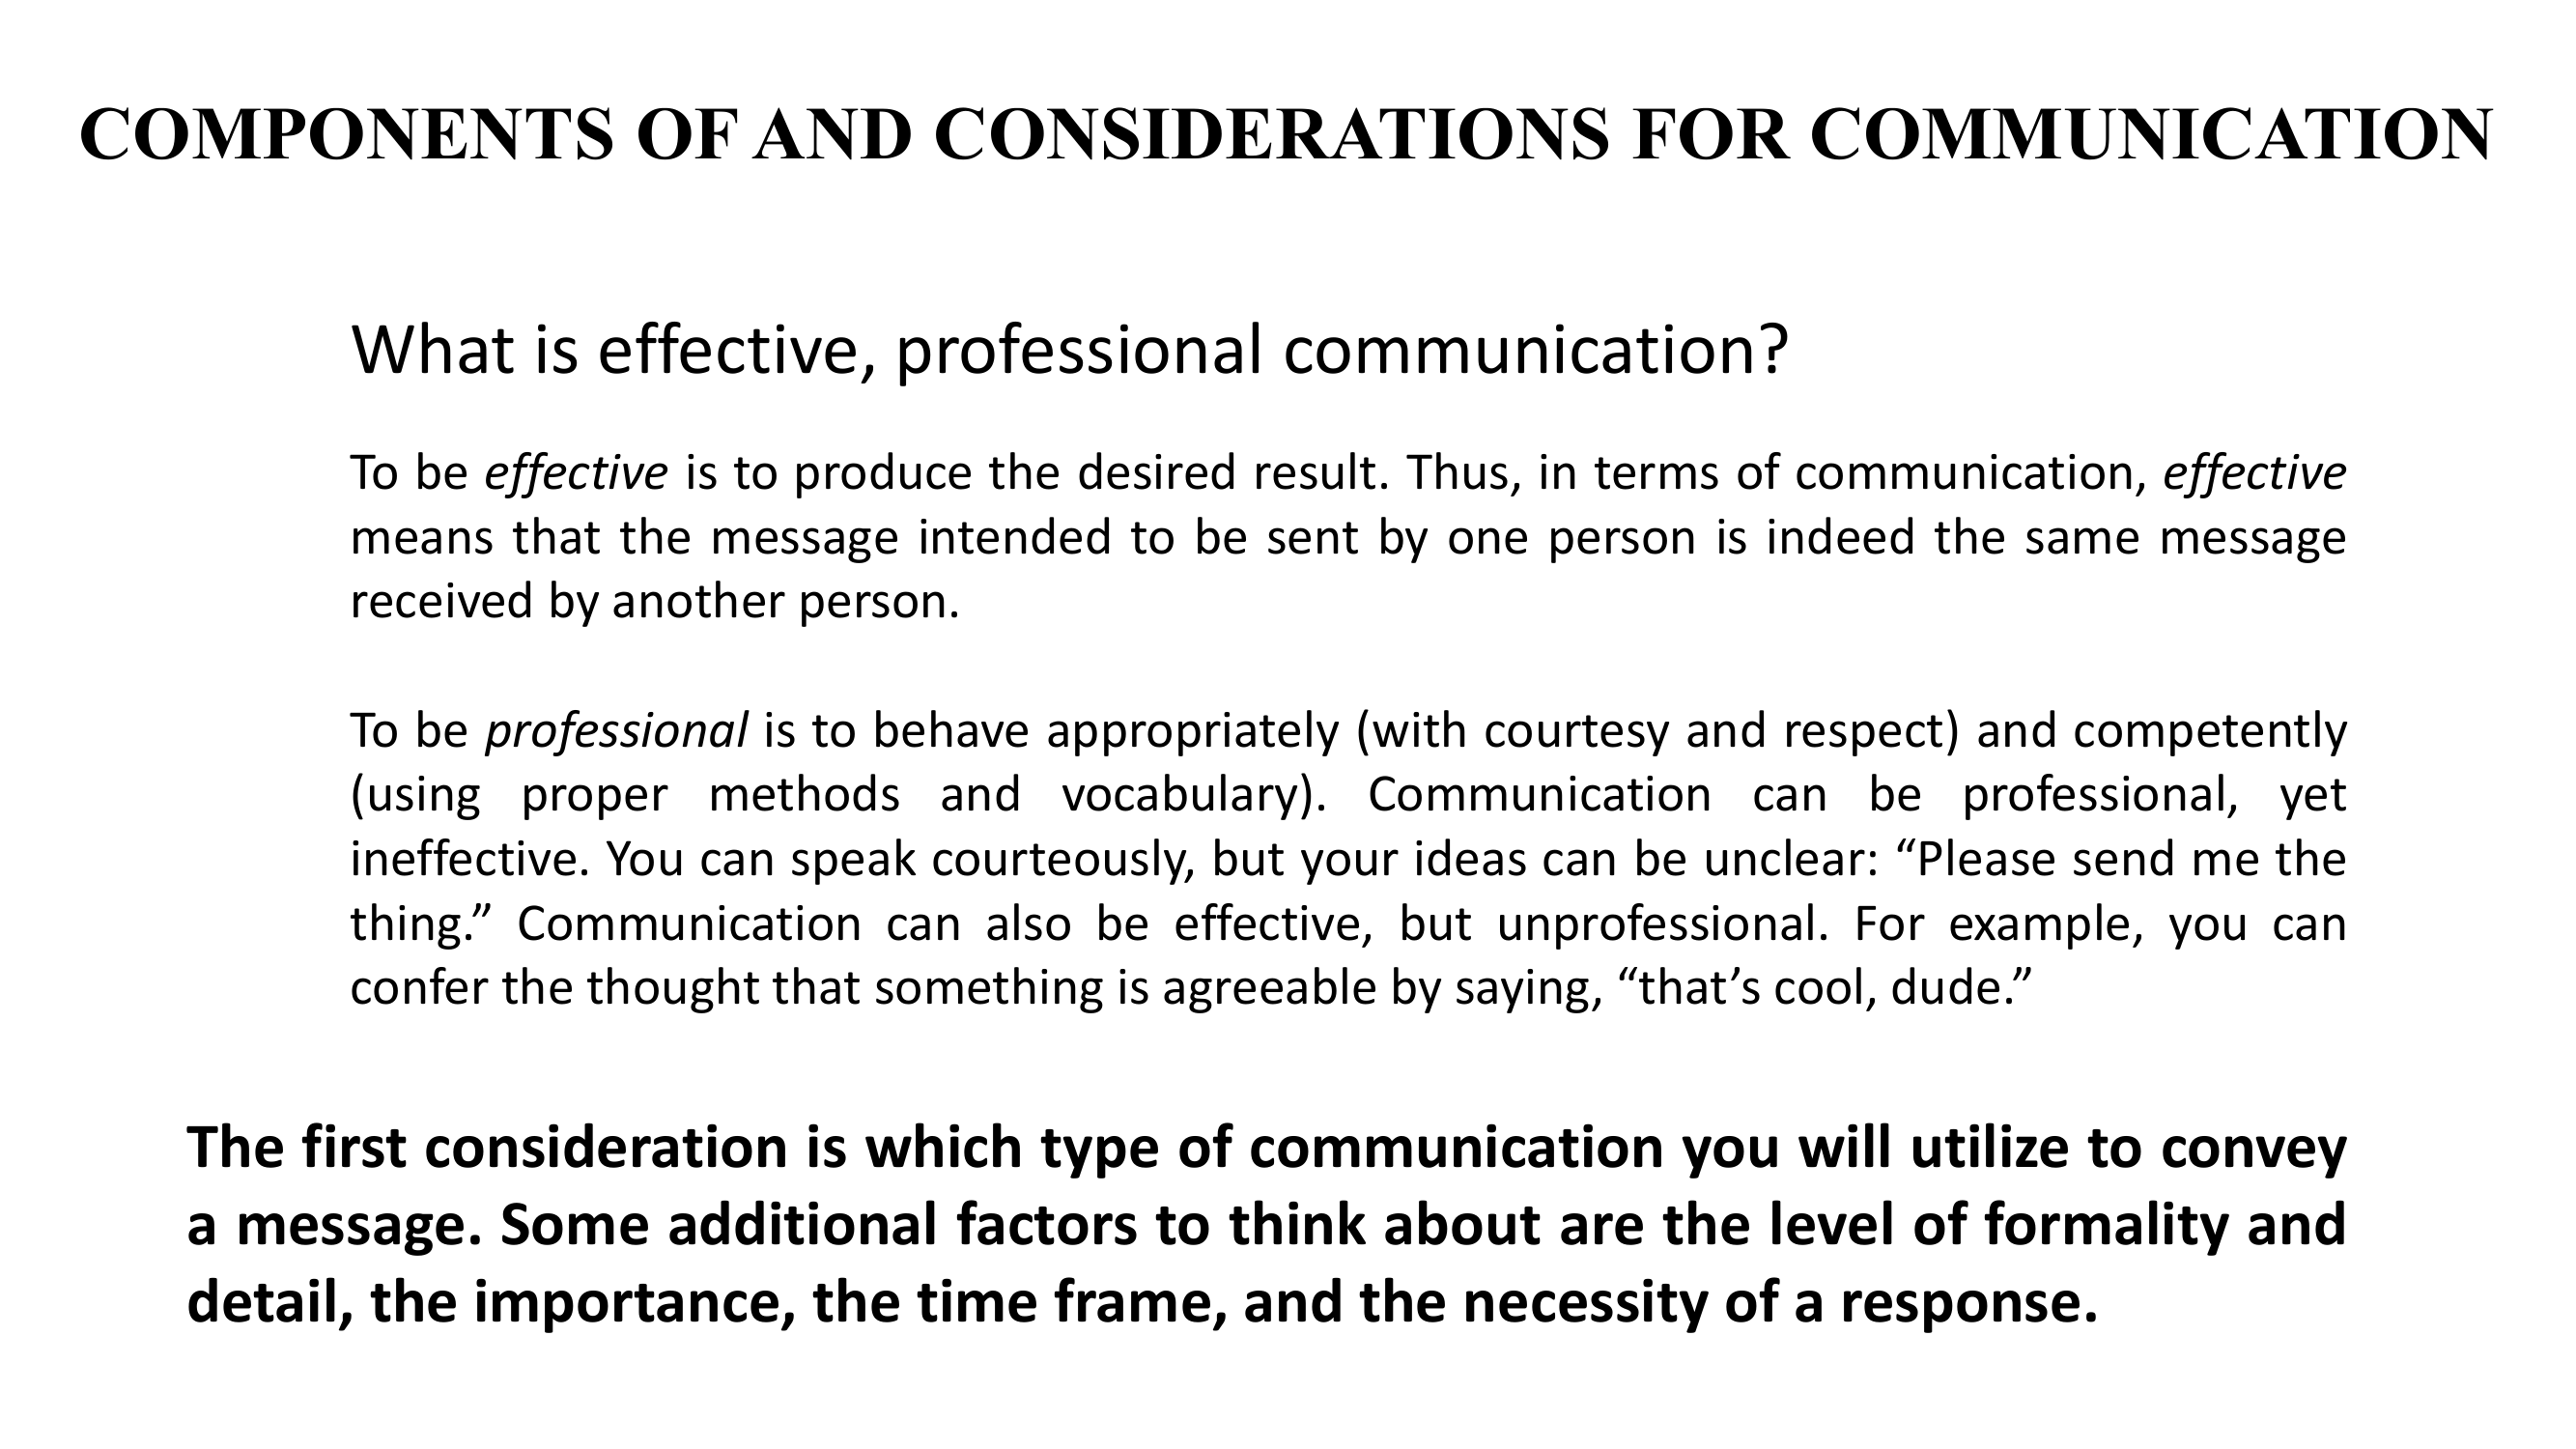 COMPONENTS OF AND CONSIDERATIONS FOR COMMUNICATION
What is effective, professional communication?
To be effective is to produce the desired result. Thus, in terms of communication, effective
means that the message intended to be sent by one person is indeed the same message
received by another person.
To be professional is to behave appropriately (with courtesy and respect) and competently
(using proper methods and vocabulary). Communication can be professional, yet
ineffective. You can speak courteously, but your ideas can be unclear: “Please send me the
thing.” Communication can also be effective, but unprofessional. For example, you can
confer the thought that something is agreeable by saying, “that’s cool, dude.”
The first consideration is which type of communication you will utilize to convey
a message. Some additional factors to think about are the level of formality and
detail, the importance, the time frame, and the necessity of a response.